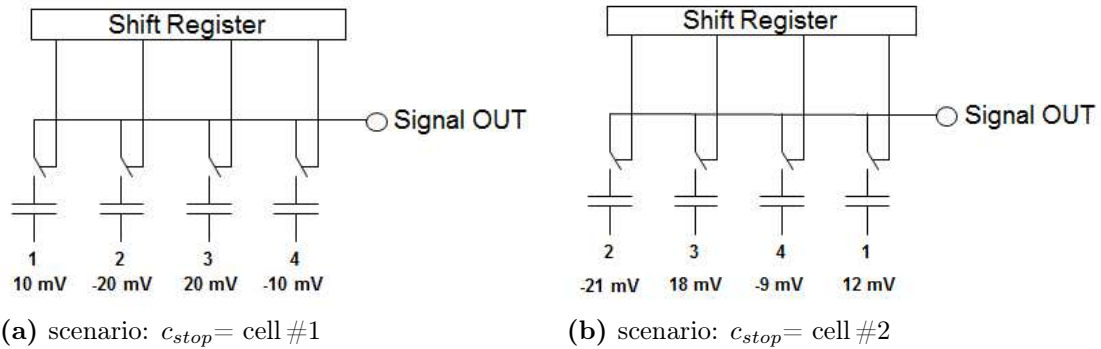 Shift Register
Signal OUT
1 2 3 4
10 mV -20 mV 20 mV -10 mV
(a) scenario: c_stop= cell #1
Shift Register
Signal OUT
2 3 4 1
-21 mV 18 mV -9 mV 12 mV
(b) scenario: c_stop= cell #2